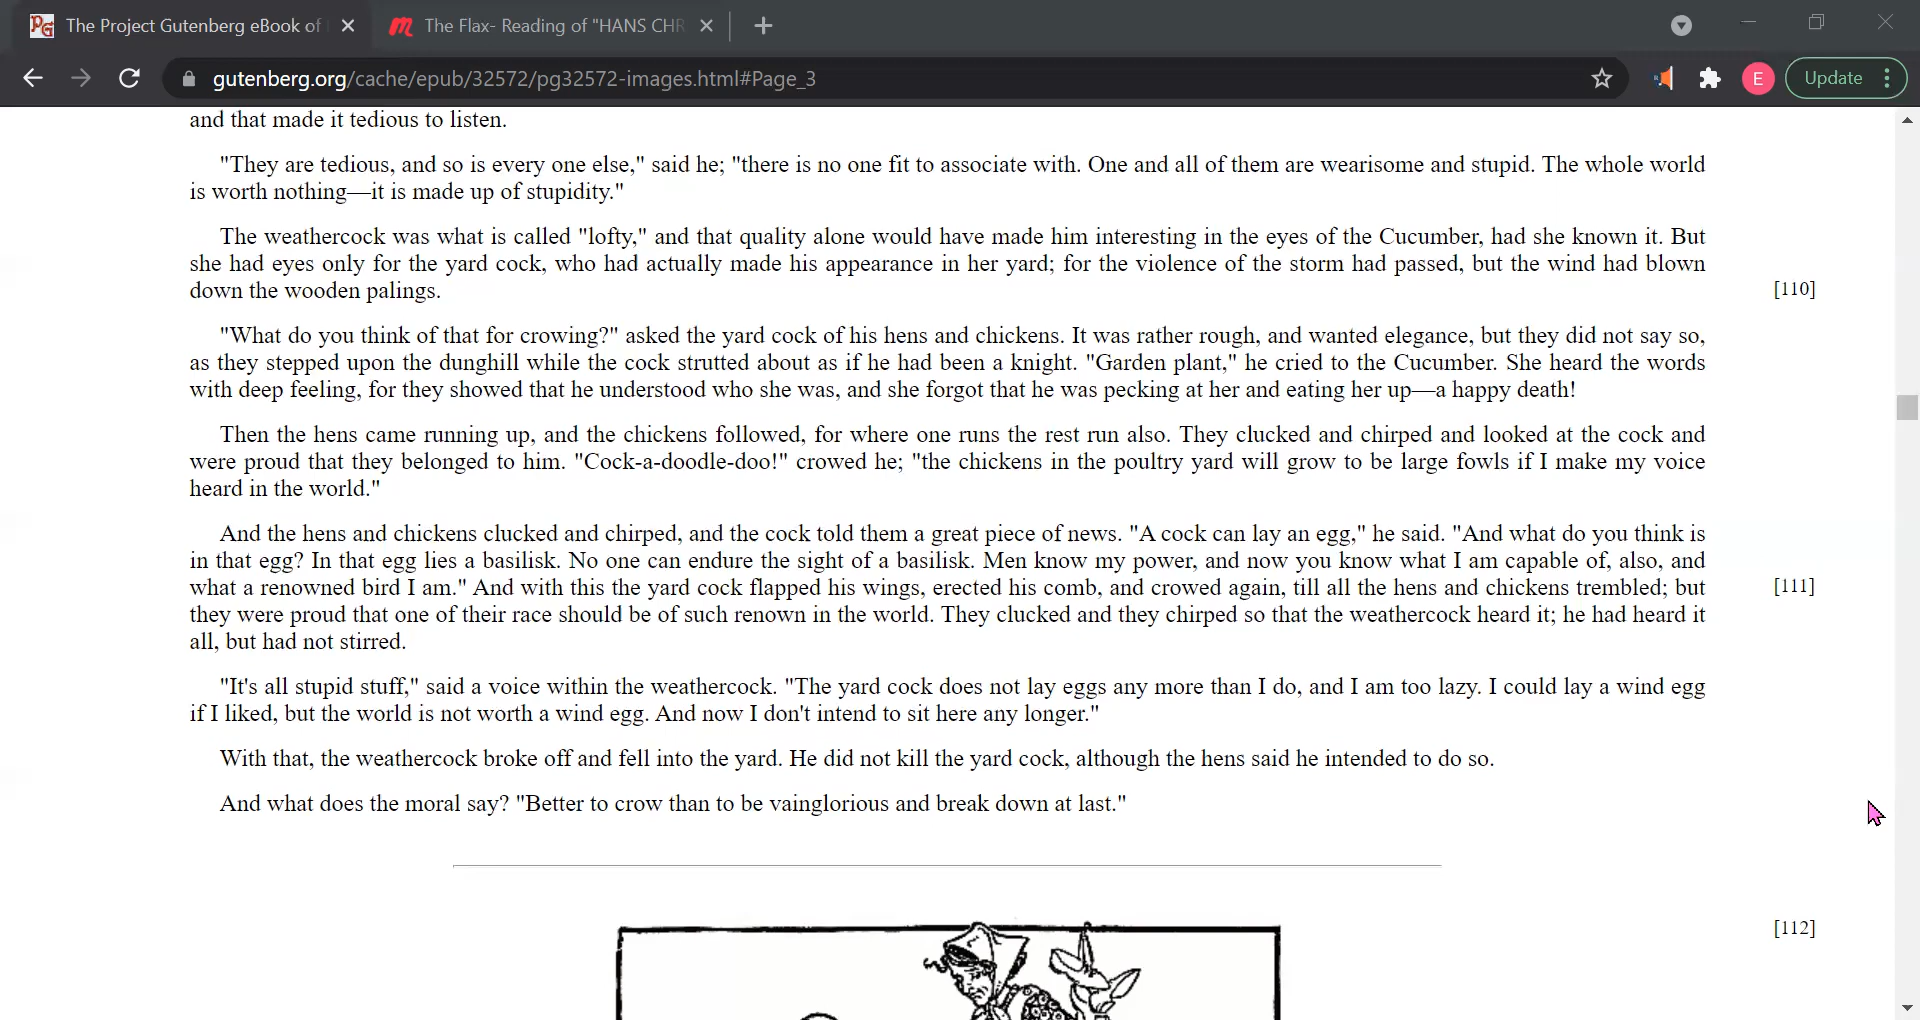 The Project Gutenberg eBook of
The Flax- Reading of "HANS CHR
gutenberg.org/cache/epub/32572/pg32572-images.html#Page_3
E
Update
and that made it tedious to listen.
"They are tedious, and so is every one else," said he; "there is no one fit to associate with. One and all of them are wearisome and stupid. The whole world
is worth nothing—it is made up of stupidity."
The weathercock was what is called "lofty," and that quality alone would have made him interesting in the eyes of the Cucumber, had she known it. But
she had eyes only for the yard cock, who had actually made his appearance in her yard; for the violence of the storm had passed, but the wind had blown
down the wooden palings.
[110]
"What do you think of that for crowing?" asked the yard cock of his hens and chickens. It was rather rough, and wanted elegance, but they did not say so,
as they stepped upon the dunghill while the cock strutted about as if he had been a knight. "Garden plant," he cried to the Cucumber. She heard the words
with deep feeling, for they showed that he understood who she was, and she forgot that he was pecking at her and eating her up—a happy death!
Then the hens came running up, and the chickens followed, for where one runs the rest run also. They clucked and chirped and looked at the cock and
were proud that they belonged to him. "Cock-a-doodle-doo!" crowed he; "the chickens in the poultry yard will grow to be large fowls if I make my voice
heard in the world."
And the hens and chickens clucked and chirped, and the cock told them a great piece of news. "A cock can lay an egg," he said. "And what do you think is
in that egg? In that egg lies a basilisk. No one can endure the sight of a basilisk. Men know my power, and now you know what I am capable of, also, and
what a renowned bird I am." And with this the yard cock flapped his wings, erected his comb, and crowed again, till all the hens and chickens trembled; but
[111]
they were proud that one of their race should be of such renown in the world. They clucked and they chirped so that the weathercock heard it; he had heard it
all, but had not stirred.
"It's all stupid stuff," said a voice within the weathercock. "The yard cock does not lay eggs any more than I do, and I am too lazy. I could lay a wind egg
if I liked, but the world is not worth a wind egg. And now I don't intend to sit here any longer."
With that, the weathercock broke off and fell into the yard. He did not kill the yard cock, although the hens said he intended to do so.
And what does the moral say? "Better to crow than to be vainglorious and break down at last."
[112]